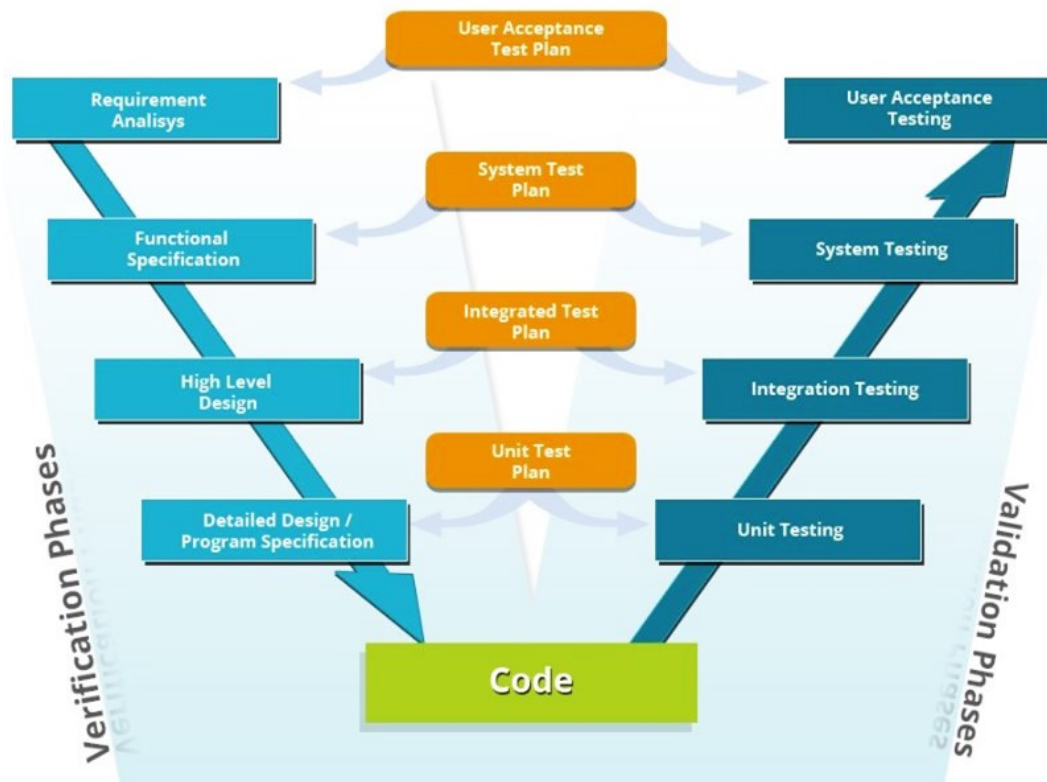 User Acceptance
Test Plan
Requirement
Analisys
User Acceptance
Testing
System Test
Plan
Functional
Specification
System Testing
Integrated Test
Plan
High Level
Design
Integration Testing
Unit Test
Plan
Detailed Design /
Program Specification
Unit Testing
Code
Verification Phases
Validation Phases